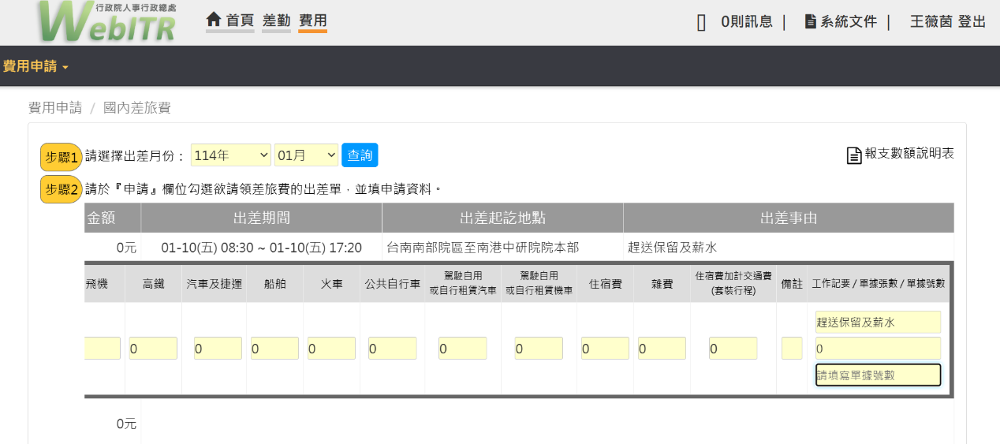 行政院人事行政總處
WebITR
首頁 差勤 費用
0則訊息 | 系統文件 | 王薇茵 登出
費用申請
費用申請 / 國內差旅費
步驟1 請選擇出差月份： 114年 01月 查詢
報支數額說明表
步驟2 請於『申請』欄位勾選欲請領差旅費的出差單，並填申請資料。
金額 出差期間 出差起訖地點 出差事由
0元 01-10(五) 08:30 ~ 01-10(五) 17:20 台南南部院區至南港中研院院本部 趕送保留及薪水
飛機 高鐵 汽車及捷運 船舶 火車 公共自行車 駕駛自用 或自行租賃汽車 駕駛自用 或自行租賃機車 住宿費 雜費 住宿費加計交通費 (套裝行程) 備註 工作記要 / 單據張數 / 單據號數
趕送保留及薪水
0 0 0 0 0 0 0 0 0 0 0
請填寫單據號數
0元